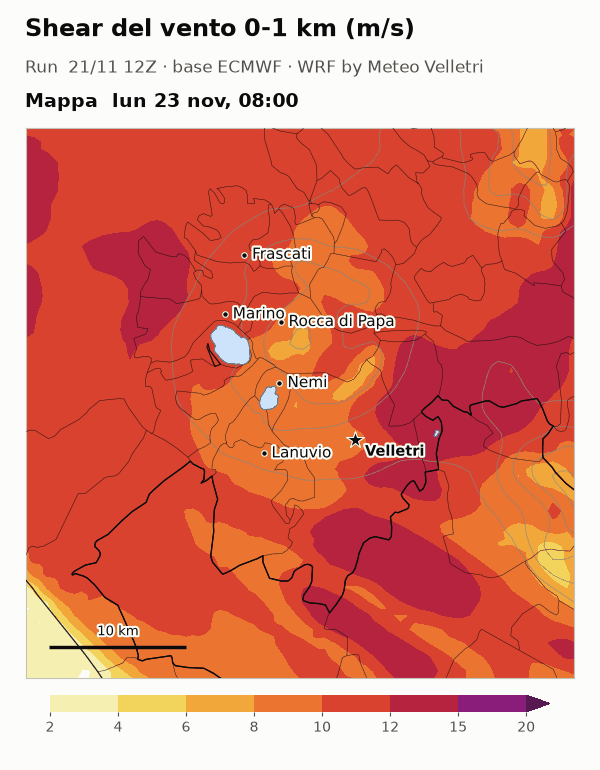 Shear del vento 0-1 km (m/s)
Run 21/11 12Z · base ECMWF · WRF by Meteo Velletri
Mappa lun 23 nov, 08:00
Frascati
Marino
Rocca di Papa
Nemi
Velletri
Lanuvio
10 km
2 4 6 8 10 12 15 20